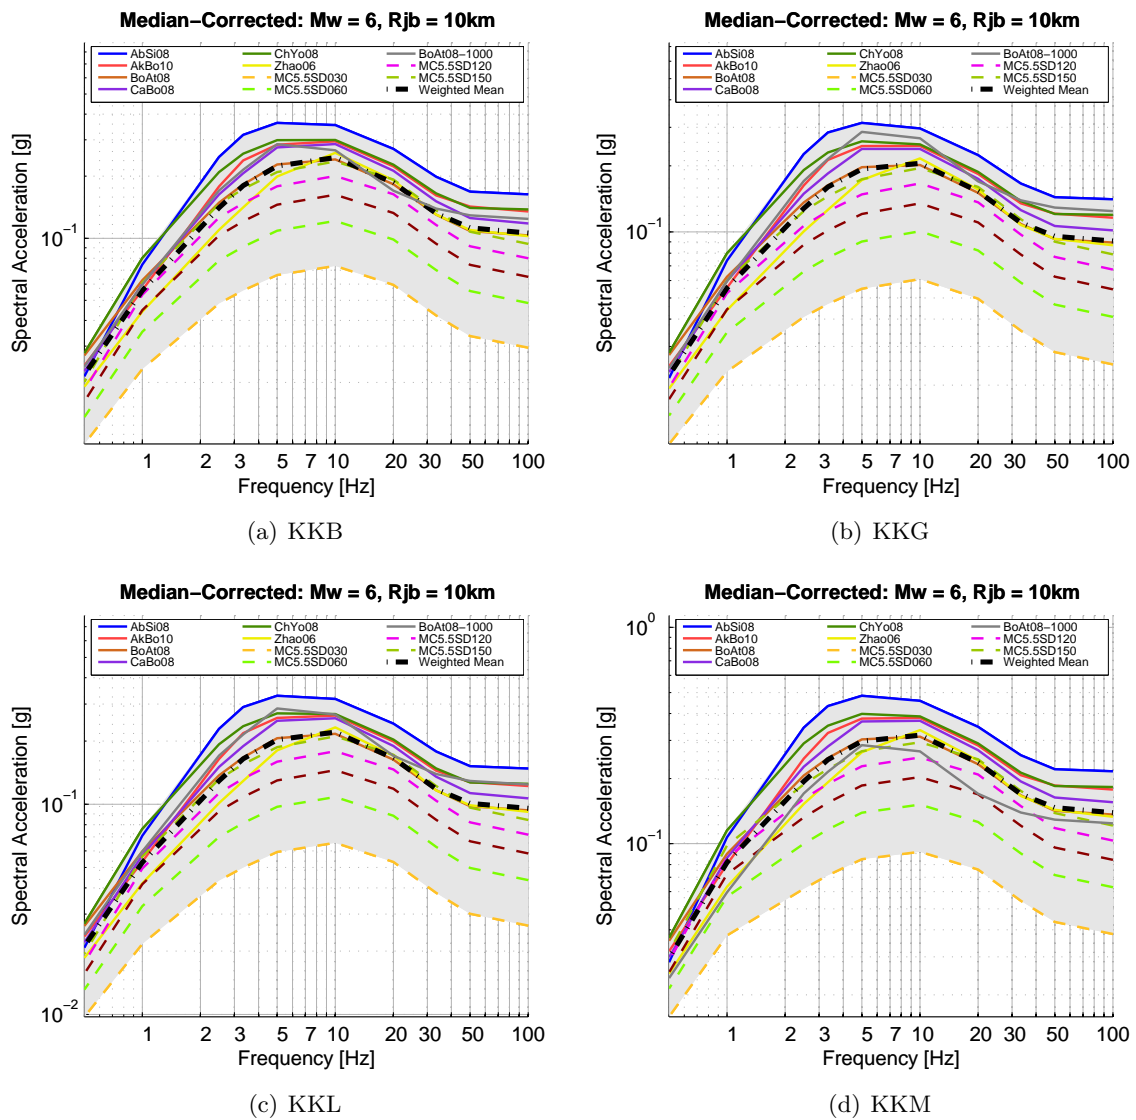 Median−Corrected: Mw = 6, Rjb = 10km
AbSi08
AkBo10
BoAt08
CaBo08
ChYo08
Zhao06
MC5.5SD030
MC5.5SD060
BoAt08−1000
MC5.5SD120
MC5.5SD150
Weighted Mean
Spectral Acceleration [g]
10−1
1 2 3 5 7 10 20 30 50 100
Frequency [Hz]
(a) KKB
Median−Corrected: Mw = 6, Rjb = 10km
AbSi08
AkBo10
BoAt08
CaBo08
ChYo08
Zhao06
MC5.5SD030
MC5.5SD060
BoAt08−1000
MC5.5SD120
MC5.5SD150
Weighted Mean
Spectral Acceleration [g]
10−1
1 2 3 5 7 10 20 30 50 100
Frequency [Hz]
(b) KKG
Median−Corrected: Mw = 6, Rjb = 10km
AbSi08
AkBo10
BoAt08
CaBo08
ChYo08
Zhao06
MC5.5SD030
MC5.5SD060
BoAt08−1000
MC5.5SD120
MC5.5SD150
Weighted Mean
Spectral Acceleration [g]
10−1
10−2
1 2 3 5 7 10 20 30 50 100
Frequency [Hz]
(c) KKL
Median−Corrected: Mw = 6, Rjb = 10km
AbSi08
AkBo10
BoAt08
CaBo08
ChYo08
Zhao06
MC5.5SD030
MC5.5SD060
BoAt08−1000
MC5.5SD120
MC5.5SD150
Weighted Mean
Spectral Acceleration [g]
100
10−1
1 2 3 5 7 10 20 30 50 100
Frequency [Hz]
(d) KKM